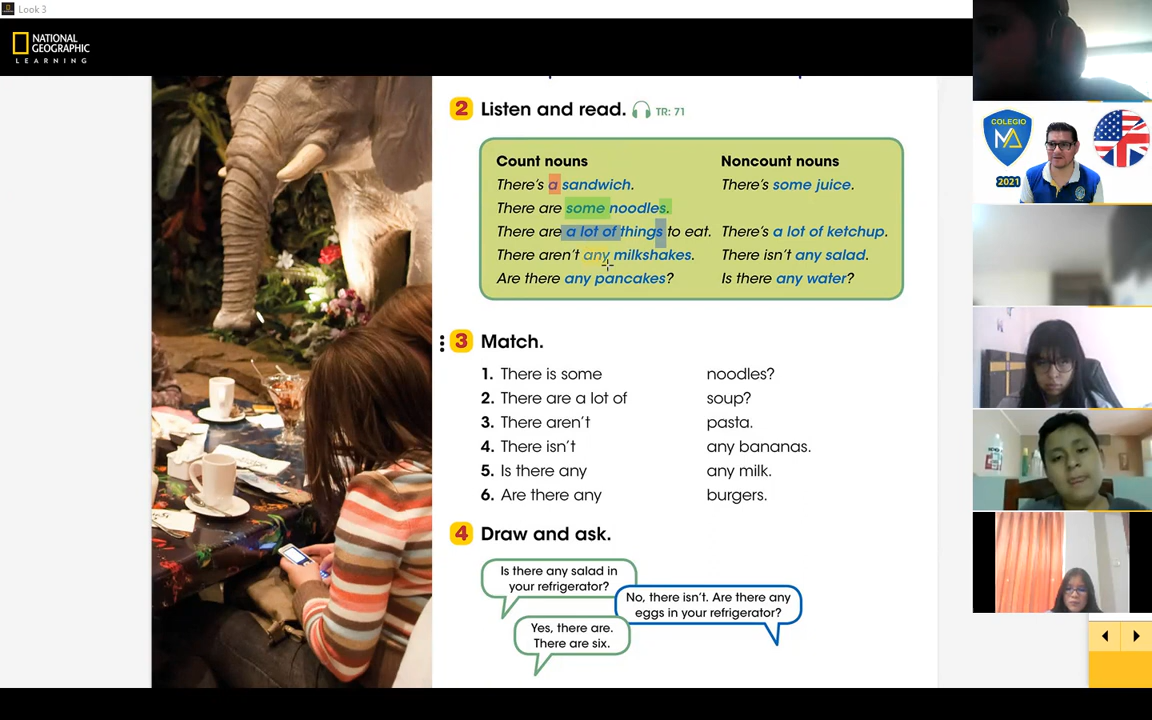 Look 3
NATIONAL
GEOGRAPHIC
LEARNING
2 Listen and read. TR: 71
Count nouns Noncount nouns
There's a sandwich. There's some juice.
There are some noodles.
There are a lot of things to eat. There's a lot of ketchup.
There aren't any milkshakes. There isn't any salad.
Are there any pancakes? Is there any water?
3 Match.
1. There is some noodles?
2. There are a lot of soup?
3. There aren't pasta.
4. There isn't any bananas.
5. Is there any any milk.
6. Are there any burgers.
4 Draw and ask.
Is there any salad in
your refrigerator?
No, there isn't. Are there any
eggs in your refrigerator?
Yes, there are.
There are six.
COLEGIO
MA
2021